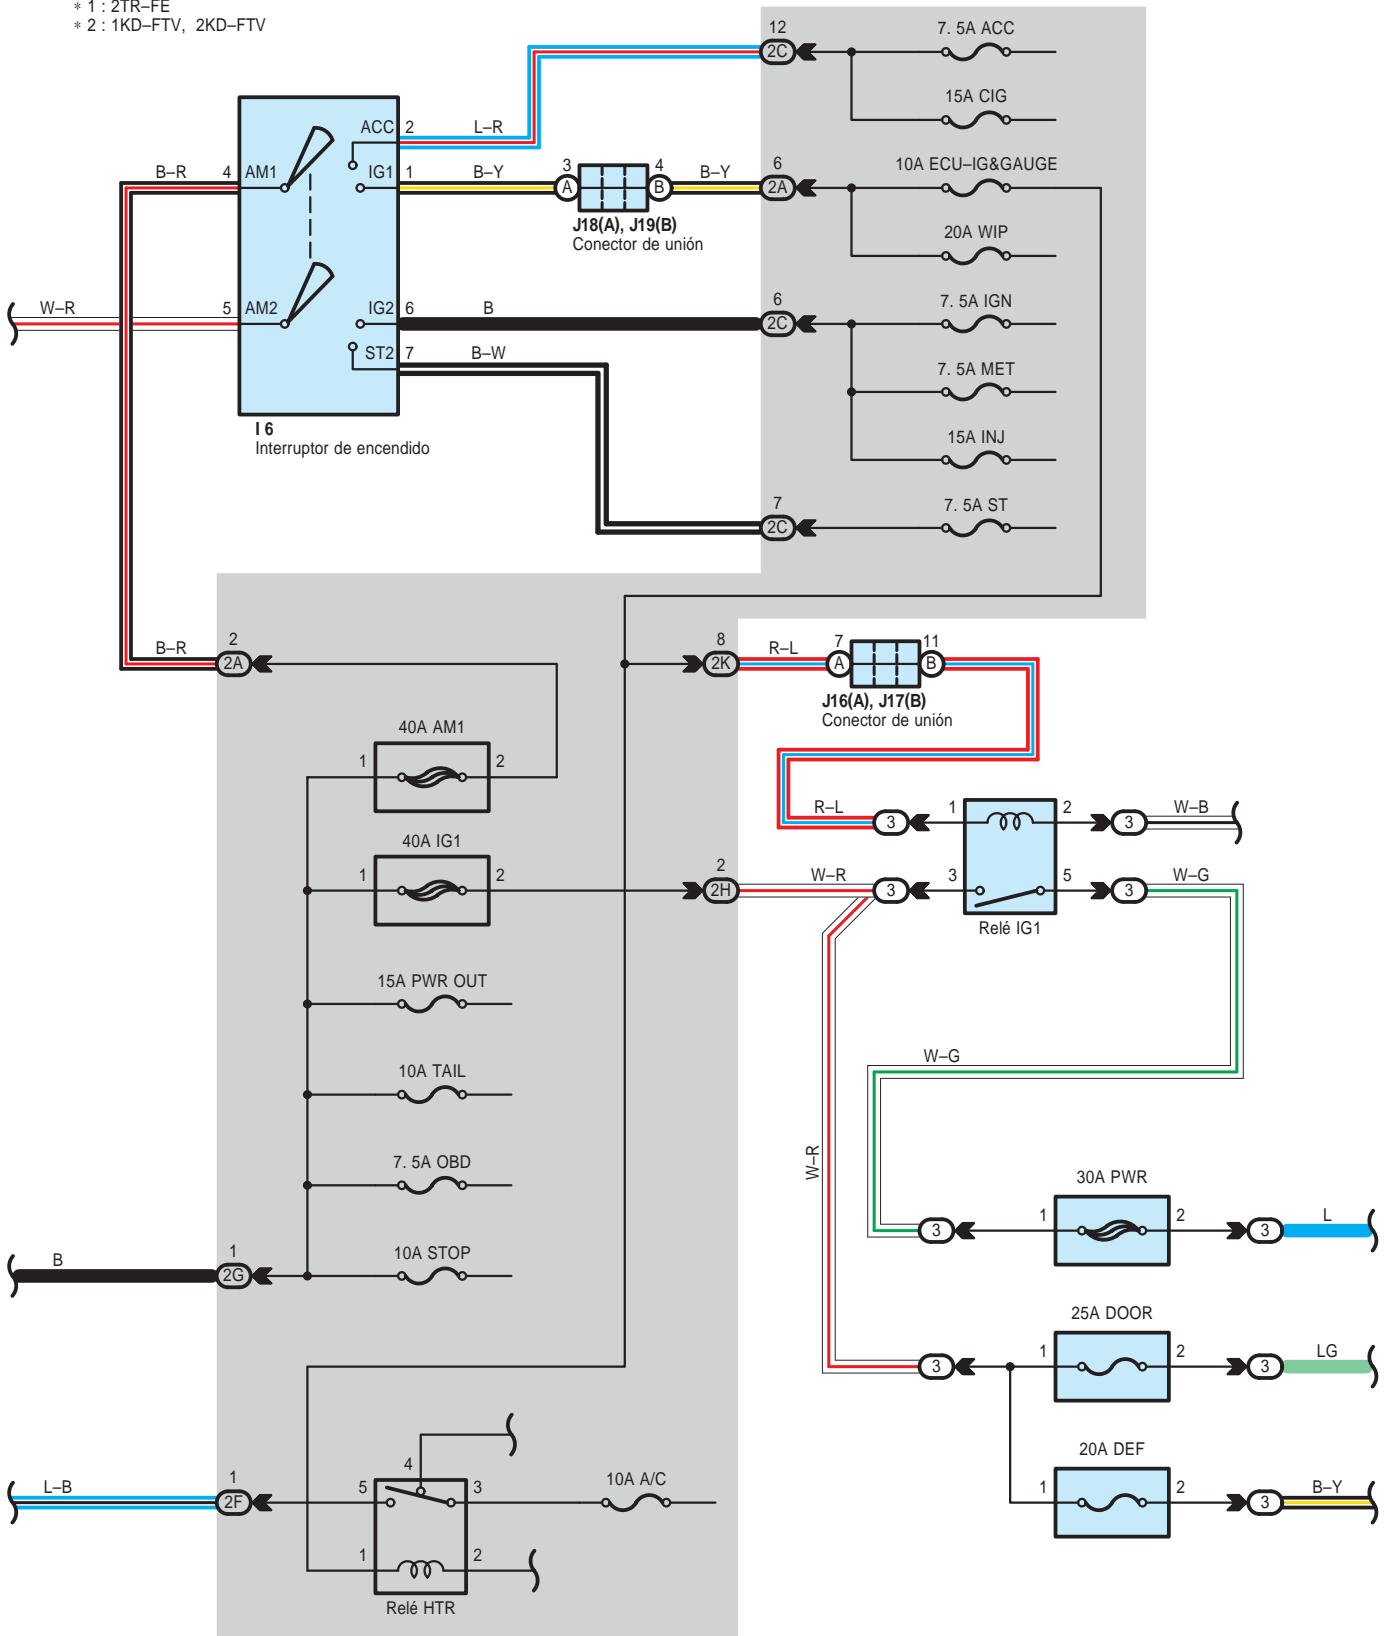 * 1 : 2TR–FE
* 2 : 1KD–FTV, 2KD–FTV
12
2C
7. 5A ACC
15A CIG
ACC 2 L–R
B–R 4 AM1
IG1 1 B–Y
3 A
4 B
B–Y
6
2A
10A ECU–IG&GAUGE
J18(A), J19(B)
Conector de unión
20A WIP
W–R 5 AM2
IG2 6 B
6
2C
7. 5A IGN
ST2 7 B–W
7. 5A MET
I 6
Interruptor de encendido
15A INJ
7
2C
7. 5A ST
B–R
2
2A
8
2K
R–L
7 A
11 B
J16(A), J17(B)
Conector de unión
40A AM1
1 2
R–L 3
1 2
3 W–B
40A IG1
1 2
2
2H
W–R 3
3 5
3 W–G
Relé IG1
15A PWR OUT
W–G
10A TAIL
W–R
7. 5A OBD
30A PWR
3 1 2 3 L
B
1
2G
10A STOP
25A DOOR
3 1 2 3 LG
20A DEF
1 2 3 B–Y
L–B
1
2F
5 4 3
10A A/C
1 2
Relé HTR